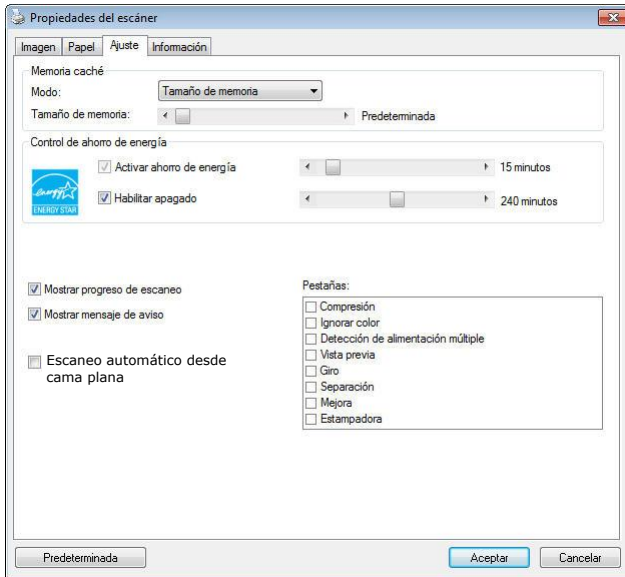 Propiedades del escáner
Imagen Papel Ajuste Información
Memoria caché
Modo: Tamaño de memoria
Tamaño de memoria: Predeterminada
Control de ahorro de energía
Activar ahorro de energía 15 minutos
Habilitar apagado 240 minutos
energy
ENERGY STAR
Mostrar progreso de escaneo
Mostrar mensaje de aviso
Escaneo automático desde
cama plana
Pestañas:
Compresión
Ignorar color
Detección de alimentación múltiple
Vista previa
Giro
Separación
Mejora
Estampadora
Predeterminada Aceptar Cancelar